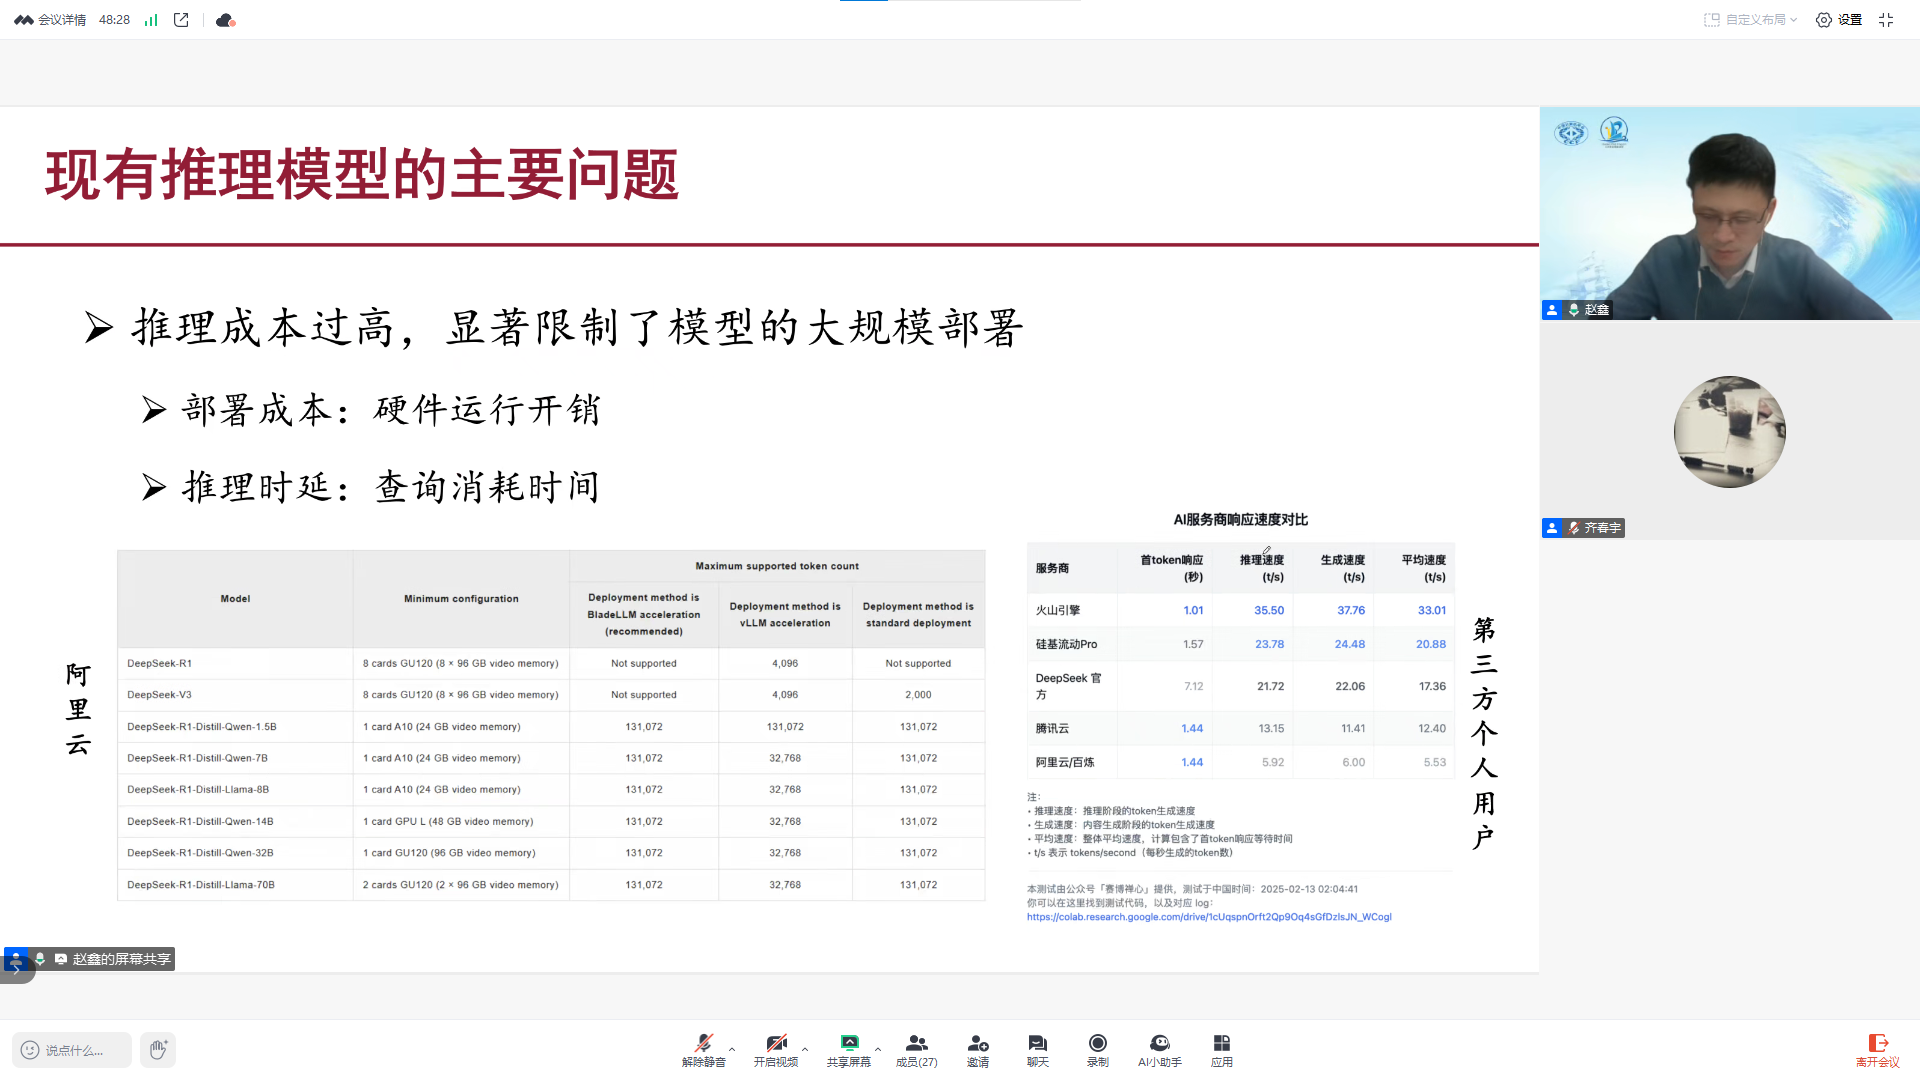 会议详情 48:28
自定义布局 设置
现有推理模型的主要问题
推理成本过高，显著限制了模型的大规模部署
部署成本：硬件运行开销
推理时延：查询消耗时间
阿里云
Model Minimum configuration Maximum supported token count
Deployment method is BladeLLM acceleration (recommended) Deployment method is vLLM acceleration Deployment method is standard deployment
DeepSeek-R1 8 cards GU120 (8 × 96 GB video memory) Not supported 4,096 Not supported
DeepSeek-V3 8 cards GU120 (8 × 96 GB video memory) Not supported 4,096 2,000
DeepSeek-R1-Distill-Qwen-1.5B 1 card A10 (24 GB video memory) 131,072 131,072 131,072
DeepSeek-R1-Distill-Qwen-7B 1 card A10 (24 GB video memory) 131,072 32,768 131,072
DeepSeek-R1-Distill-Llama-8B 1 card A10 (24 GB video memory) 131,072 32,768 131,072
DeepSeek-R1-Distill-Qwen-14B 1 card GPU L (48 GB video memory) 131,072 32,768 131,072
DeepSeek-R1-Distill-Qwen-32B 1 card GU120 (96 GB video memory) 131,072 32,768 131,072
DeepSeek-R1-Distill-Llama-70B 2 cards GU120 (2 × 96 GB video memory) 131,072 32,768 131,072
AI服务商响应速度对比
服务商 首token响应(秒) 推理速度(t/s) 生成速度(t/s) 平均速度(t/s)
火山引擎 1.01 35.50 37.76 33.01
硅基流动Pro 1.57 23.78 24.48 20.88
DeepSeek 官方 7.12 21.72 22.06 17.36
腾讯云 1.44 13.15 11.41 12.40
阿里云/百炼 1.44 5.92 6.00 5.53
注：
• 推理速度：推理阶段的token生成速度
• 生成速度：内容生成阶段的token生成速度
• 平均速度：整体平均速度，计算包含了首token响应等待时间
• t/s 表示 tokens/second（每秒生成的token数）
本测试由公众号「赛博禅心」提供，测试于中国时间：2025-02-13 02:04:41
你可以在这里找到测试代码，以及对应 log：
https://colab.research.google.com/drive/1cUqspnOrft2Qp9Oq4sGfDzlsJN_WCogI
第三方个人用户
赵鑫
齐春宇
赵鑫的屏幕共享
说点什么...
解除静音 开启视频 共享屏幕 成员(27) 邀请 聊天 录制 AI小助手 应用 离开会议